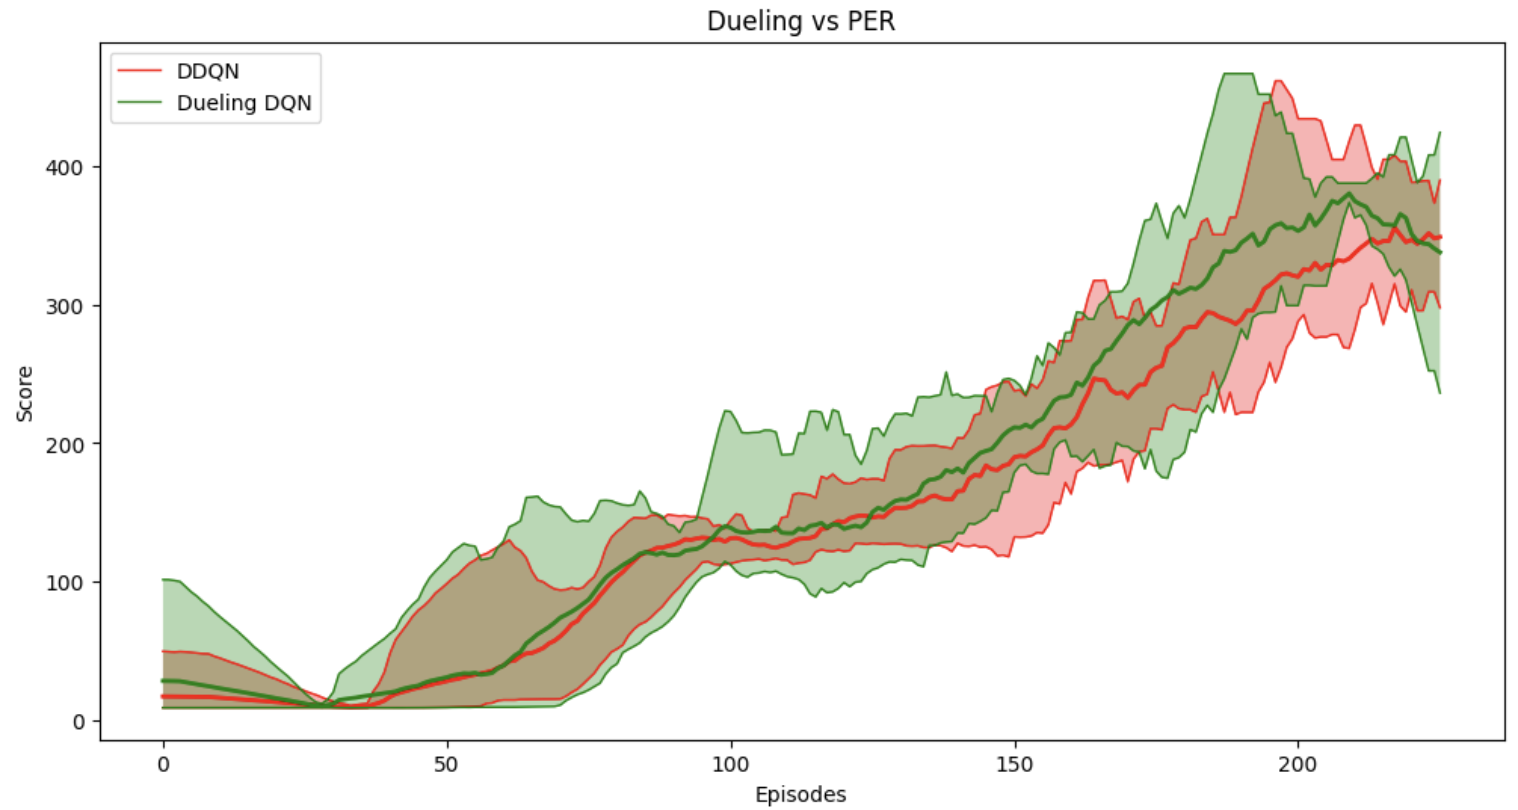 Dueling vs PER
DDQN
Dueling DQN
Score
400
300
200
100
0
0 50 100 150 200
Episodes